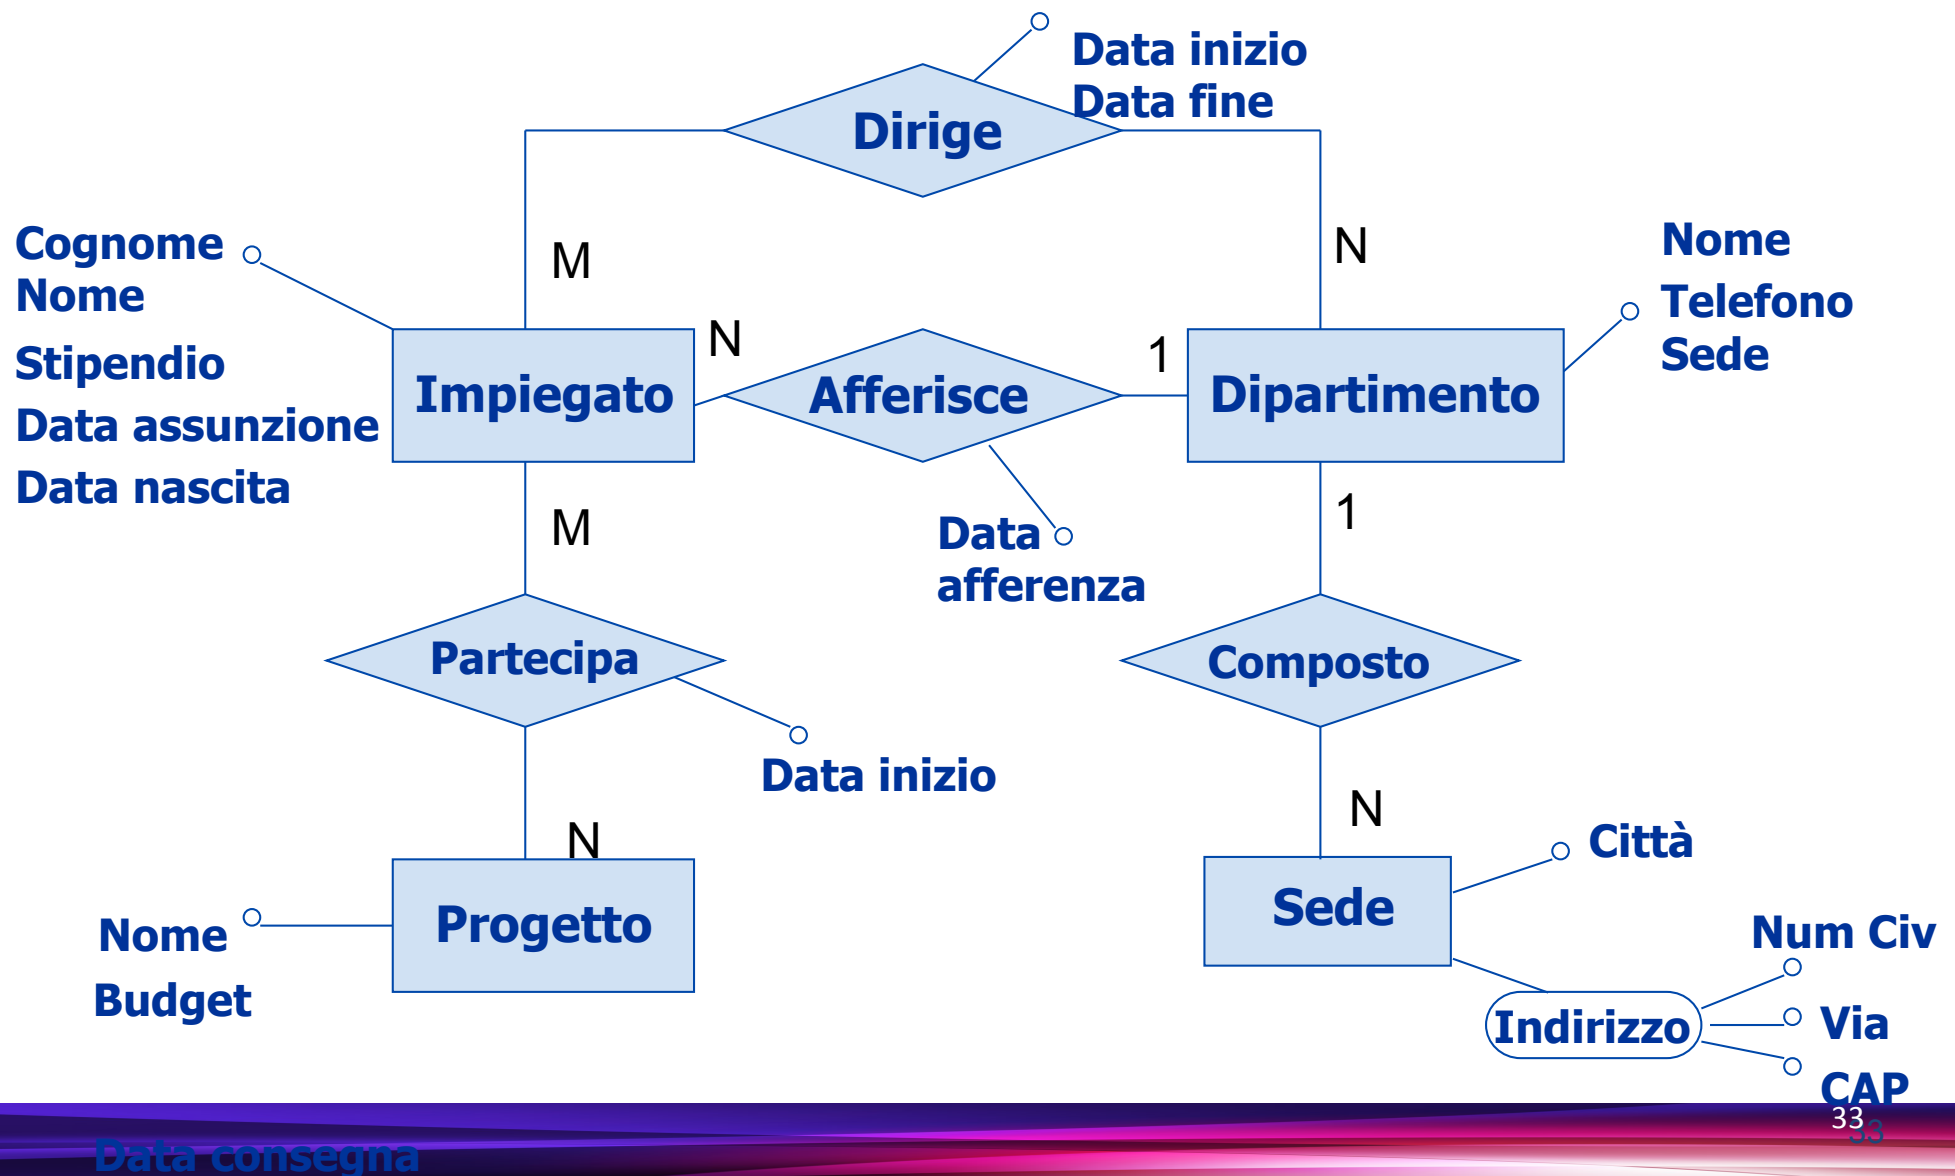 Data inizio
Data fine
Dirige
Cognome
Nome
M
N
Nome
Telefono
Sede
Stipendio
Data assunzione
Data nascita
Impiegato
N
Afferisce
1
Dipartimento
M
Data
afferenza
1
Partecipa
Composto
Data inizio
N
N
Città
Progetto
Nome
Budget
Sede
Num Civ
Indirizzo
Via
CAP
Data consegna
33
33